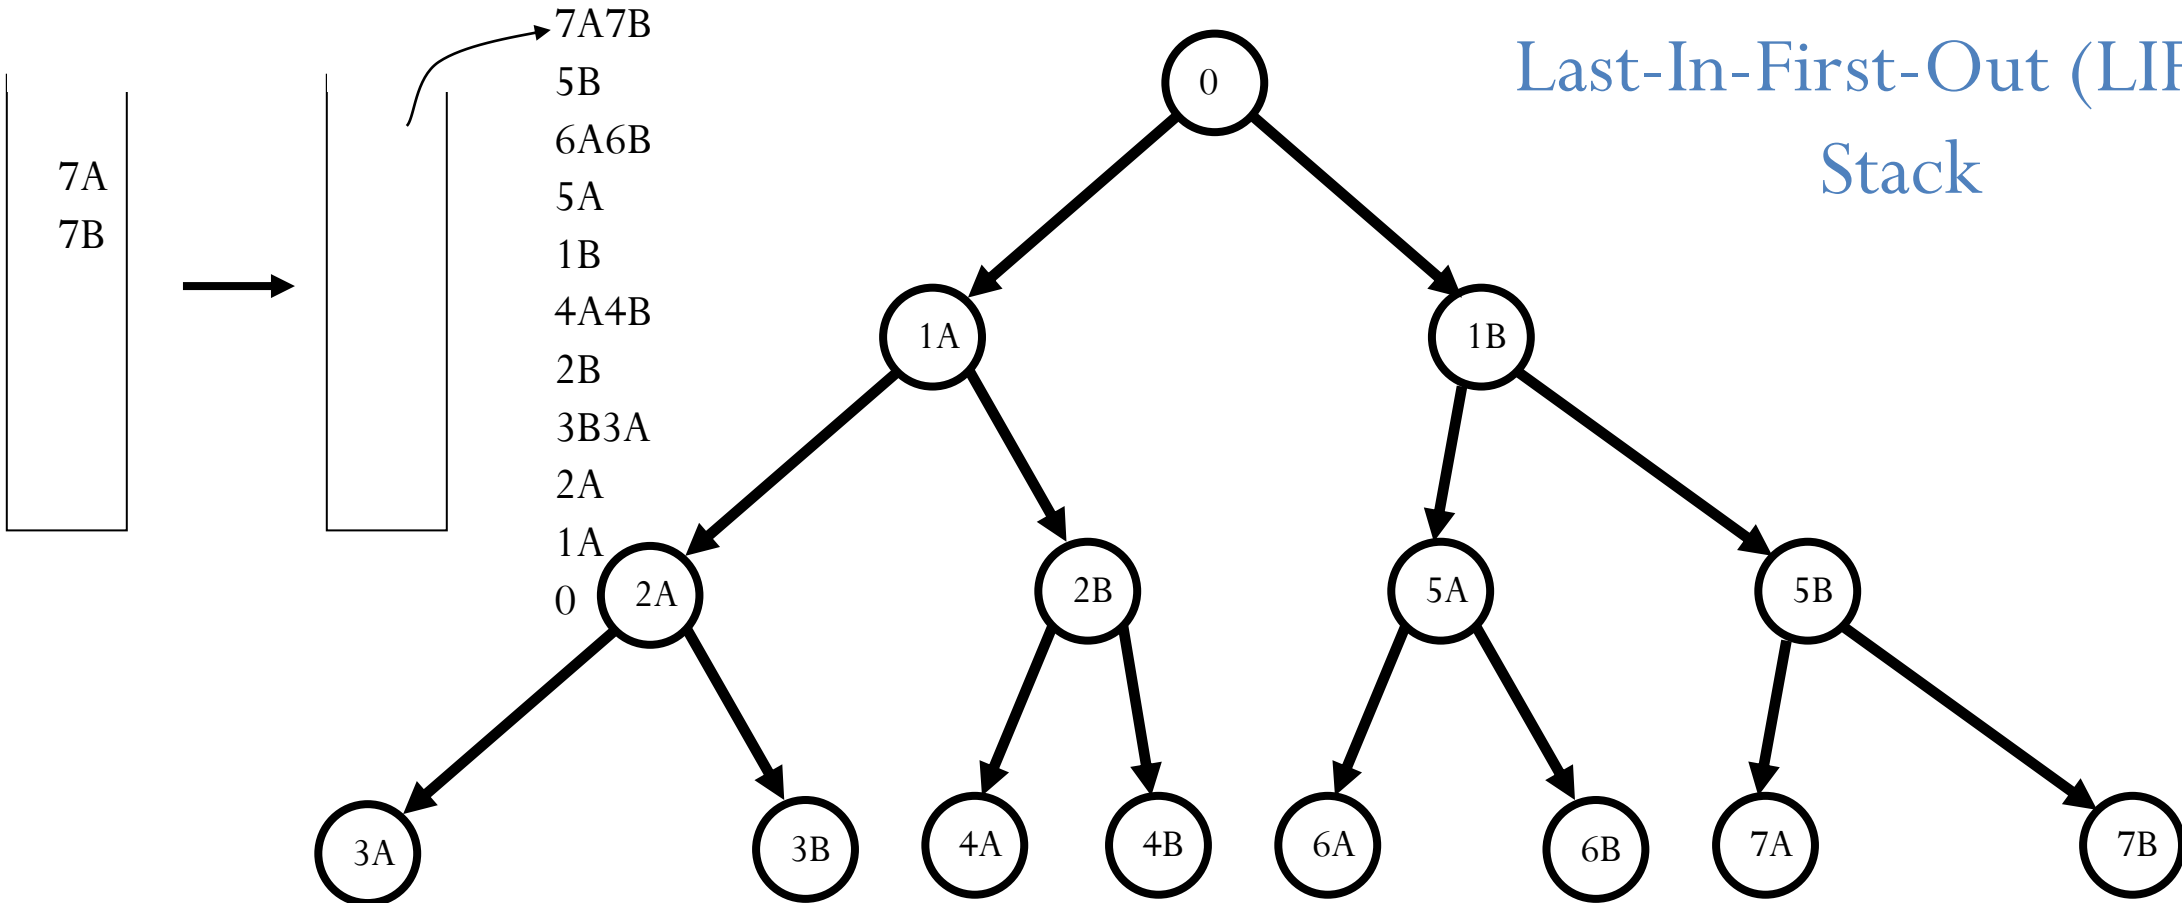 Last-In-First-Out (LIF
Stack
7A
7B
7A7B
5B
6A6B
5A
1B
4A4B
2B
3B3A
2A
1A
0
0
1A
1B
2A
2B
5A
5B
3A
3B
4A
4B
6A
6B
7A
7B